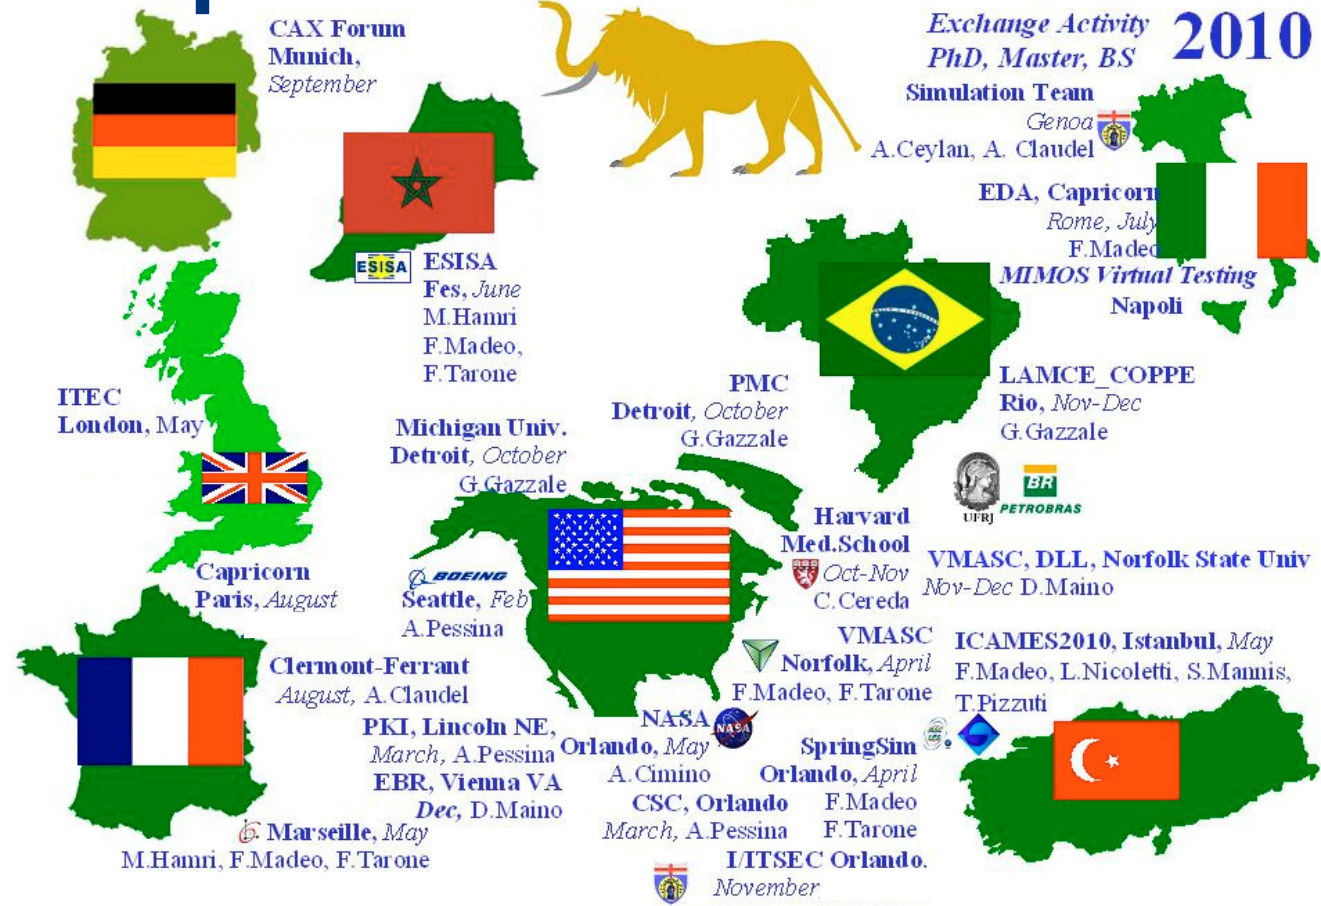 CAX Forum
Munich,
September
Exchange Activity
PhD, Master, BS
2010
Simulation Team
Genoa
A.Ceylan, A. Claudel
EDA, Capricorn
Rome, July
F.Madeo
MIMOS Virtual Testing
Napoli
ESISA
ESISA
Fes, June
M.Hamri
F.Madeo,
F.Tarone
ITEC
London, May
PMC
Detroit, October
G.Gazzale
LAMCE_COPPE
Rio, Nov-Dec
G.Gazzale
UFRJ
BR
PETROBRAS
Michigan Univ.
Detroit, October
G.Gazzale
Harvard
Med.School
Oct-Nov
C.Cereda
VMASC, DLL, Norfolk State Univ
Nov-Dec D.Maino
Capricorn
Paris, August
BOEING
Seattle, Feb
A.Pessina
VMASC
Norfolk, April
F.Madeo, F.Tarone
ICAMES2010, Istanbul, May
F.Madeo, L.Nicoletti, S.Mannis,
T.Pizzuti
Clermont-Ferrant
August, A.Claudel
PKI, Lincoln NE,
March, A.Pessina
EBR, Vienna VA
Dec, D.Maino
NASA
NASA
Orlando, May
A.Cimino
CSC, Orlando
March, A.Pessina
SpringSim
Orlando, April
F.Madeo
F.Tarone
Marseille, May
M.Hamri, F.Madeo, F.Tarone
I/ITSEC Orlando.
November